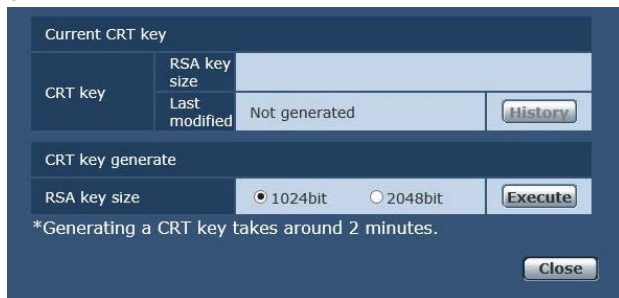 Current CRT key
CRT key
RSA key
size
Last
modified
Not generated
History
CRT key generate
RSA key size
1024bit
2048bit
Execute
*Generating a CRT key takes around 2 minutes.
Close